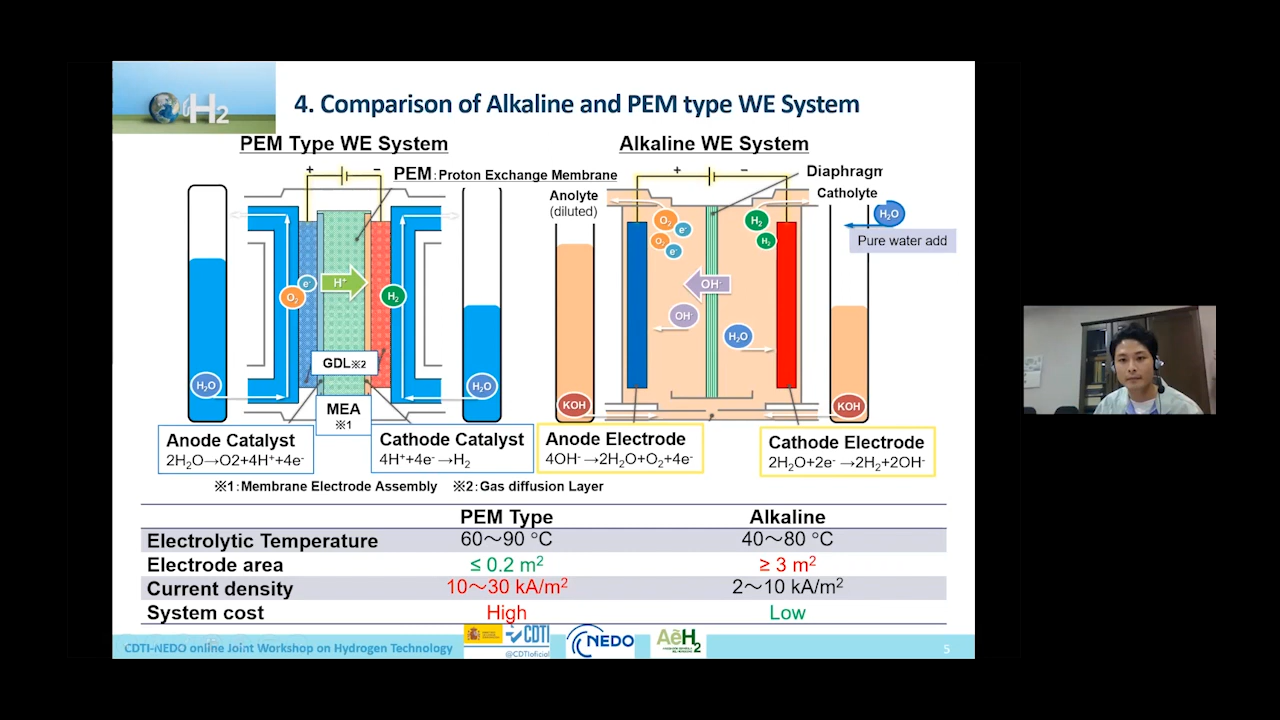 H2
4. Comparison of Alkaline and PEM type WE System
PEM Type WE System
Alkaline WE System
+
−
PEM：Proton Exchange Membrane
+
−
Diaphragm
Anolyte
(diluted)
Catholyte
H₂O
Pure water add
O₂
e-
H⁺
H₂
O₂
e-
O₂
e-
H₂
H₂
OH-
OH-
H₂O
GDL※2
MEA
※1
H₂O
H₂O
KOH
KOH
Anode Catalyst
2H₂O→O2+4H⁺+4e-
Cathode Catalyst
4H⁺+4e- →H₂
Anode Electrode
4OH- →2H₂O+O₂+4e-
Cathode Electrode
2H₂O+2e- →2H₂+2OH-
※1：Membrane Electrode Assembly ※2：Gas diffusion Layer
PEM Type Alkaline
Electrolytic Temperature 60～90 °C 40～80 °C
Electrode area ≤ 0.2 m² ≥ 3 m²
Current density 10～30 kA/m² 2～10 kA/m²
System cost High Low
CDTI-NEDO online Joint Workshop on Hydrogen Technology
CDTI
@CDTIoficial
NEDO
AeH2
5